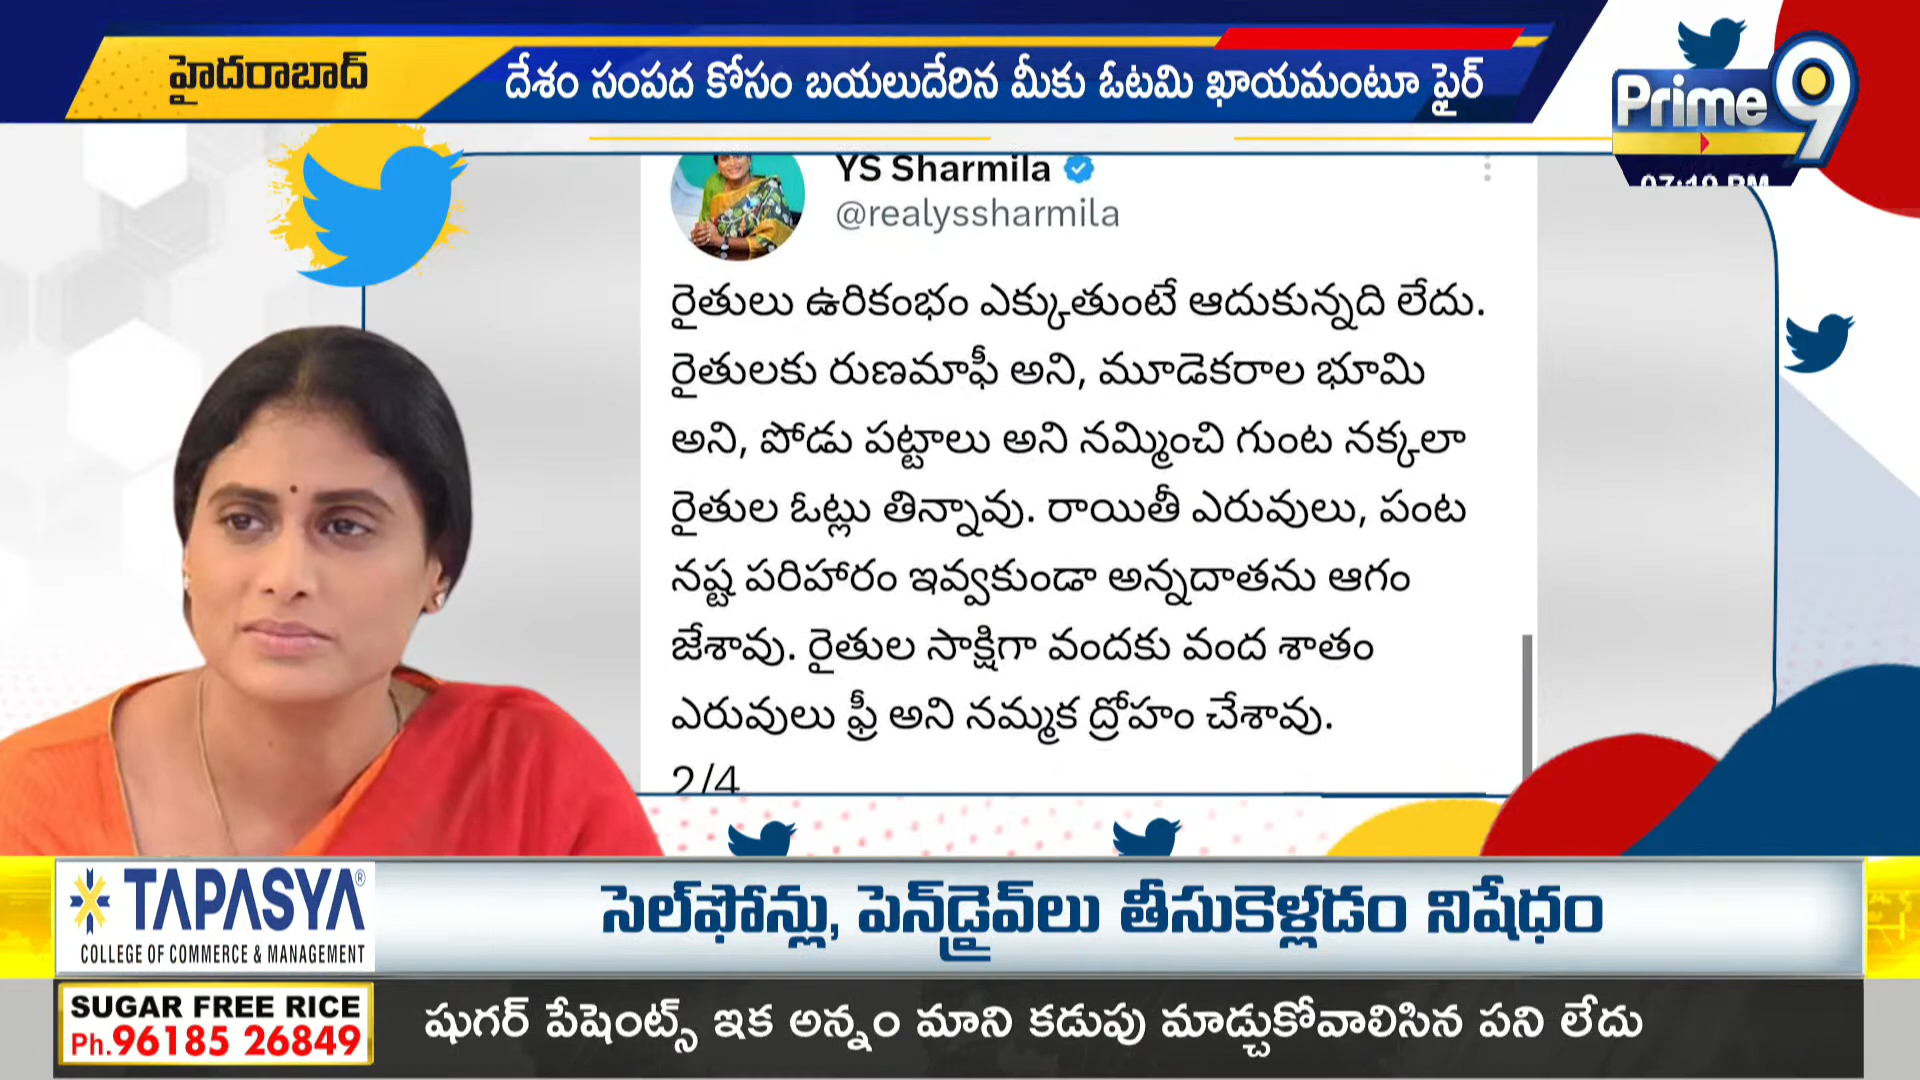 హైదరాబాద్
దేశం సంపద కోసం బయలుదేరిన మీకు ఓటమి ఖాయమంటూ ఫైర్
Prime9
07:19 PM
YS Sharmila
@realyssharmila
రైతులు ఉరికంభం ఎక్కుతుంటే ఆదుకున్నది లేదు.
రైతులకు రుణమాఫీ అని, మూడెకరాల భూమి
అని, పోడు పట్టాలు అని నమ్మించి గుంట నక్కలా
రైతుల ఓట్లు తిన్నావు. రాయితీ ఎరువులు, పంట
నష్ట పరిహారం ఇవ్వకుండా అన్నదాతను ఆగం
జేశావు. రైతుల సాక్షిగా వందకు వంద శాతం
ఎరువులు ఫ్రీ అని నమ్మక ద్రోహం చేశావు.
2/4
TAPASYA®
COLLEGE OF COMMERCE & MANAGEMENT
సెల్‌ఫోన్లు, పెన్‌డ్రైవ్‌లు తీసుకెళ్లడం నిషేధం
SUGAR FREE RICE
Ph.96185 26849
షుగర్ పేషెంట్స్ ఇక అన్నం మాని కడుపు మాడ్చుకోవాలిసిన పని లేదు